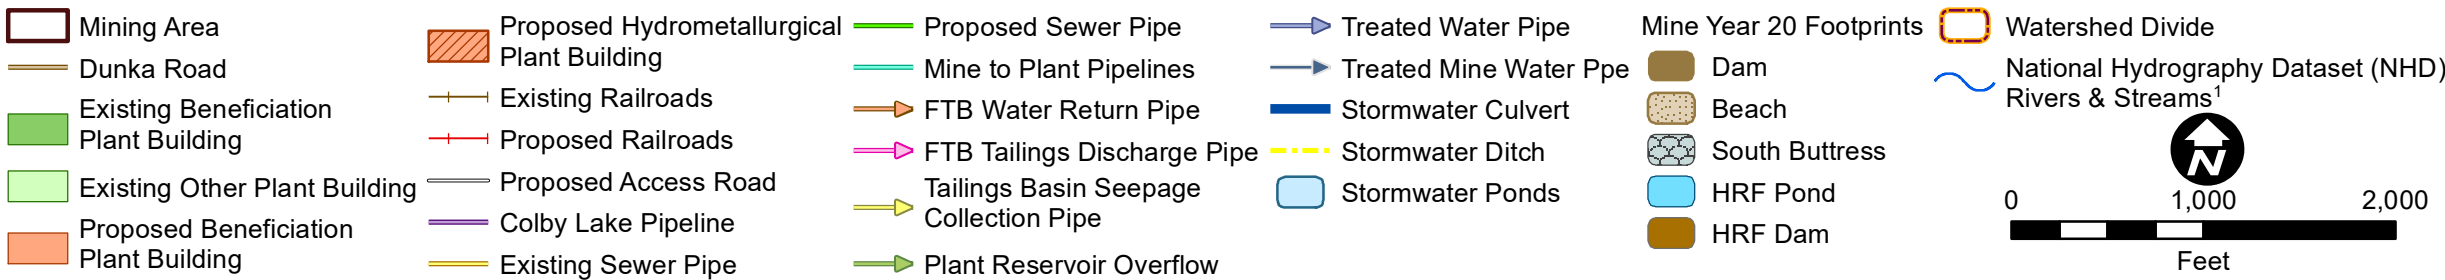 Mining Area
Dunka Road
Existing Beneficiation
Plant Building
Existing Other Plant Building
Proposed Beneficiation
Plant Building
Proposed Hydrometallurgical
Plant Building
Existing Railroads
Proposed Railroads
Proposed Access Road
Colby Lake Pipeline
Existing Sewer Pipe
Proposed Sewer Pipe
Mine to Plant Pipelines
FTB Water Return Pipe
FTB Tailings Discharge Pipe
Tailings Basin Seepage
Collection Pipe
Plant Reservoir Overflow
Treated Water Pipe
Treated Mine Water Ppe
Stormwater Culvert
Stormwater Ditch
Stormwater Ponds
Mine Year 20 Footprints
Dam
Beach
South Buttress
HRF Pond
HRF Dam
Watershed Divide
National Hydrography Dataset (NHD)
Rivers & Streams¹
N
0 1,000 2,000
Feet